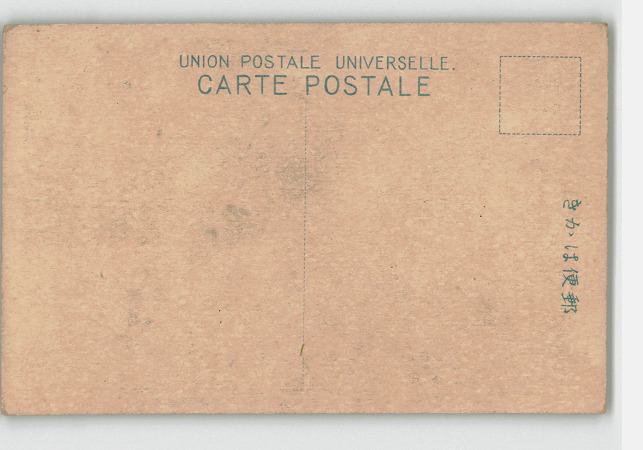 UNION POSTALE UNIVERSELLE.
CARTE POSTALE
きかは便郵